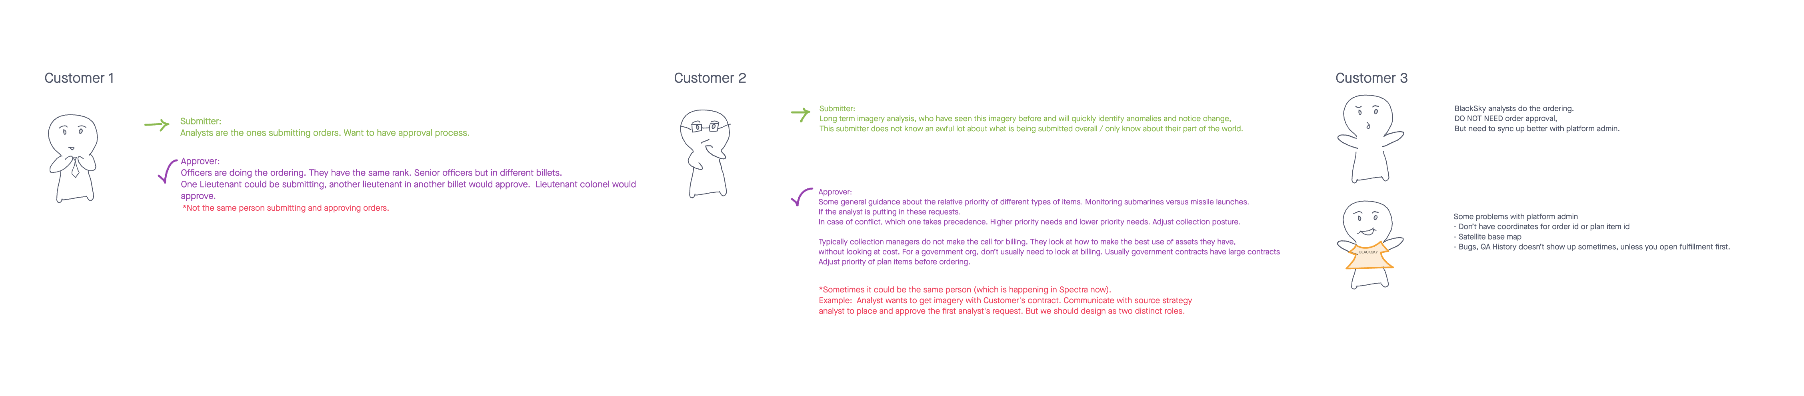 Customer 1
Submitter:
Analysts are the ones submitting orders. Want to have approval process.
Approver:
Officers are doing the ordering. They have the same rank. Senior officers but in different billets.
One Lieutenant could be submitting, another lieutenant in another billet would approve. Lieutenant colonel would
approve.
*Not the same person submitting and approving orders.
Customer 2
Submitter:
Long term imagery analysis, who have seen this imagery before and will quickly identify anomalies and notice change,
This submitter does not know an awful lot about what is being submitted overall / only know about their part of the world.
Approver:
Some general guidance about the relative priority of different types of items. Monitoring submarines versus missile launches.
If the analyst is putting in these requests.
In case of conflict, which one takes precedence. Higher priority needs and lower priority needs. Adjust collection posture.
Typically collection managers do not make the call for billing. They look at how to make the best use of assets they have,
without looking at cost. For a government org, don't usually need to look at billing. Usually government contracts have large contracts
Adjust priority of plan items before ordering.
*Sometimes it could be the same person (which is happening in Spectra now).
Example: Analyst wants to get imagery with Customer's contract. Communicate with source strategy
analyst to place and approve the first analyst's request. But we should design as two distinct roles.
Customer 3
BlackSky analysts do the ordering.
DO NOT NEED order approval,
But need to sync up better with platform admin.
Some problems with platform admin
- Don't have coordinates for order id or plan item id
- Satellite base map
- Bugs, QA History doesn't show up sometimes, unless you open fulfillment first.